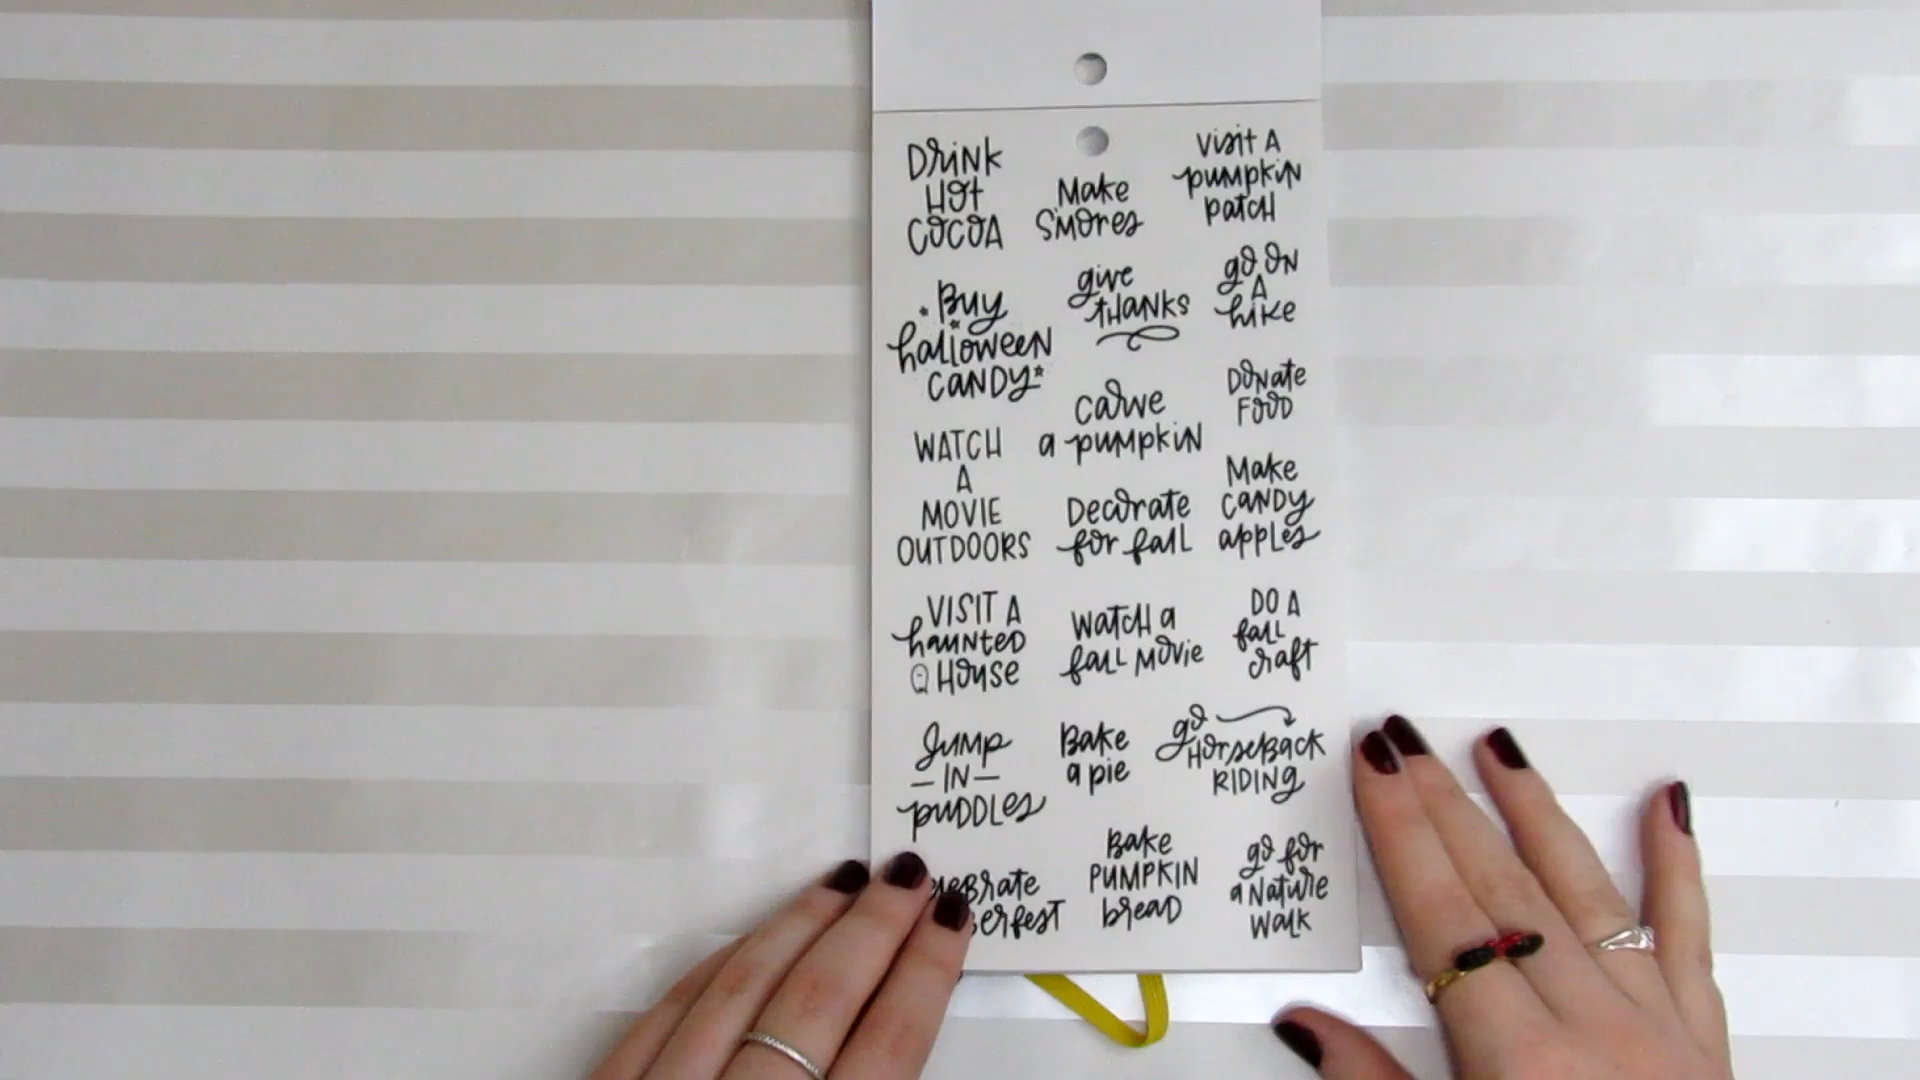 DRINK
HOT
COCOA
Make
S'Mores
Visit A
pumpkin
patch
Buy
halloween
CANDY
give
THANKS
go ON
A
hike
carve
a pumpkin
Donate
FOOD
WATCH
A
MOVIE
OUTDOORS
Decorate
for fall
Make
CANDY
apples
VISIT A
haunted
House
Watch a
fall Movie
DO A
fall
craft
Jump
- IN -
puddles
Bake
a pie
go
Horseback
RIDING
Bake
PUMPKIN
bread
go for
a Nature
Walk